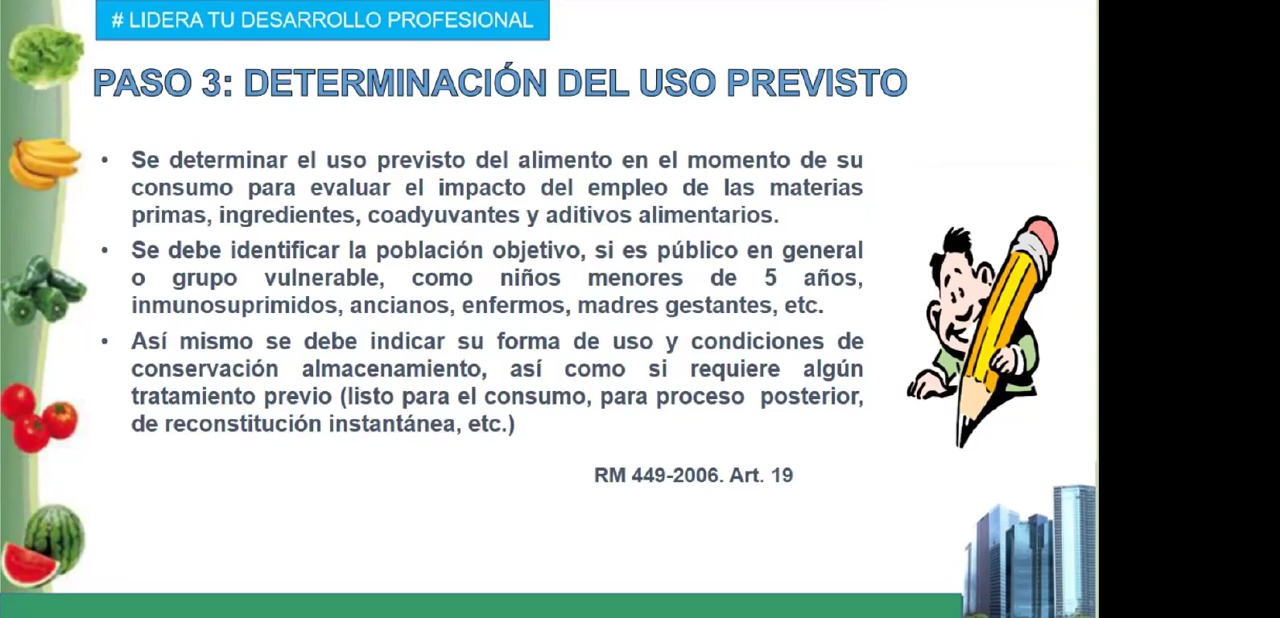 # LIDERA TU DESARROLLO PROFESIONAL
PASO 3: DETERMINACIÓN DEL USO PREVISTO
• Se determinar el uso previsto del alimento en el momento de su
consumo para evaluar el impacto del empleo de las materias
primas, ingredientes, coadyuvantes y aditivos alimentarios.
• Se debe identificar la población objetivo, si es público en general
o grupo vulnerable, como niños menores de 5 años,
inmunosuprimidos, ancianos, enfermos, madres gestantes, etc.
• Así mismo se debe indicar su forma de uso y condiciones de
conservación almacenamiento, así como si requiere algún
tratamiento previo (listo para el consumo, para proceso posterior,
de reconstitución instantánea, etc.)
RM 449-2006. Art. 19